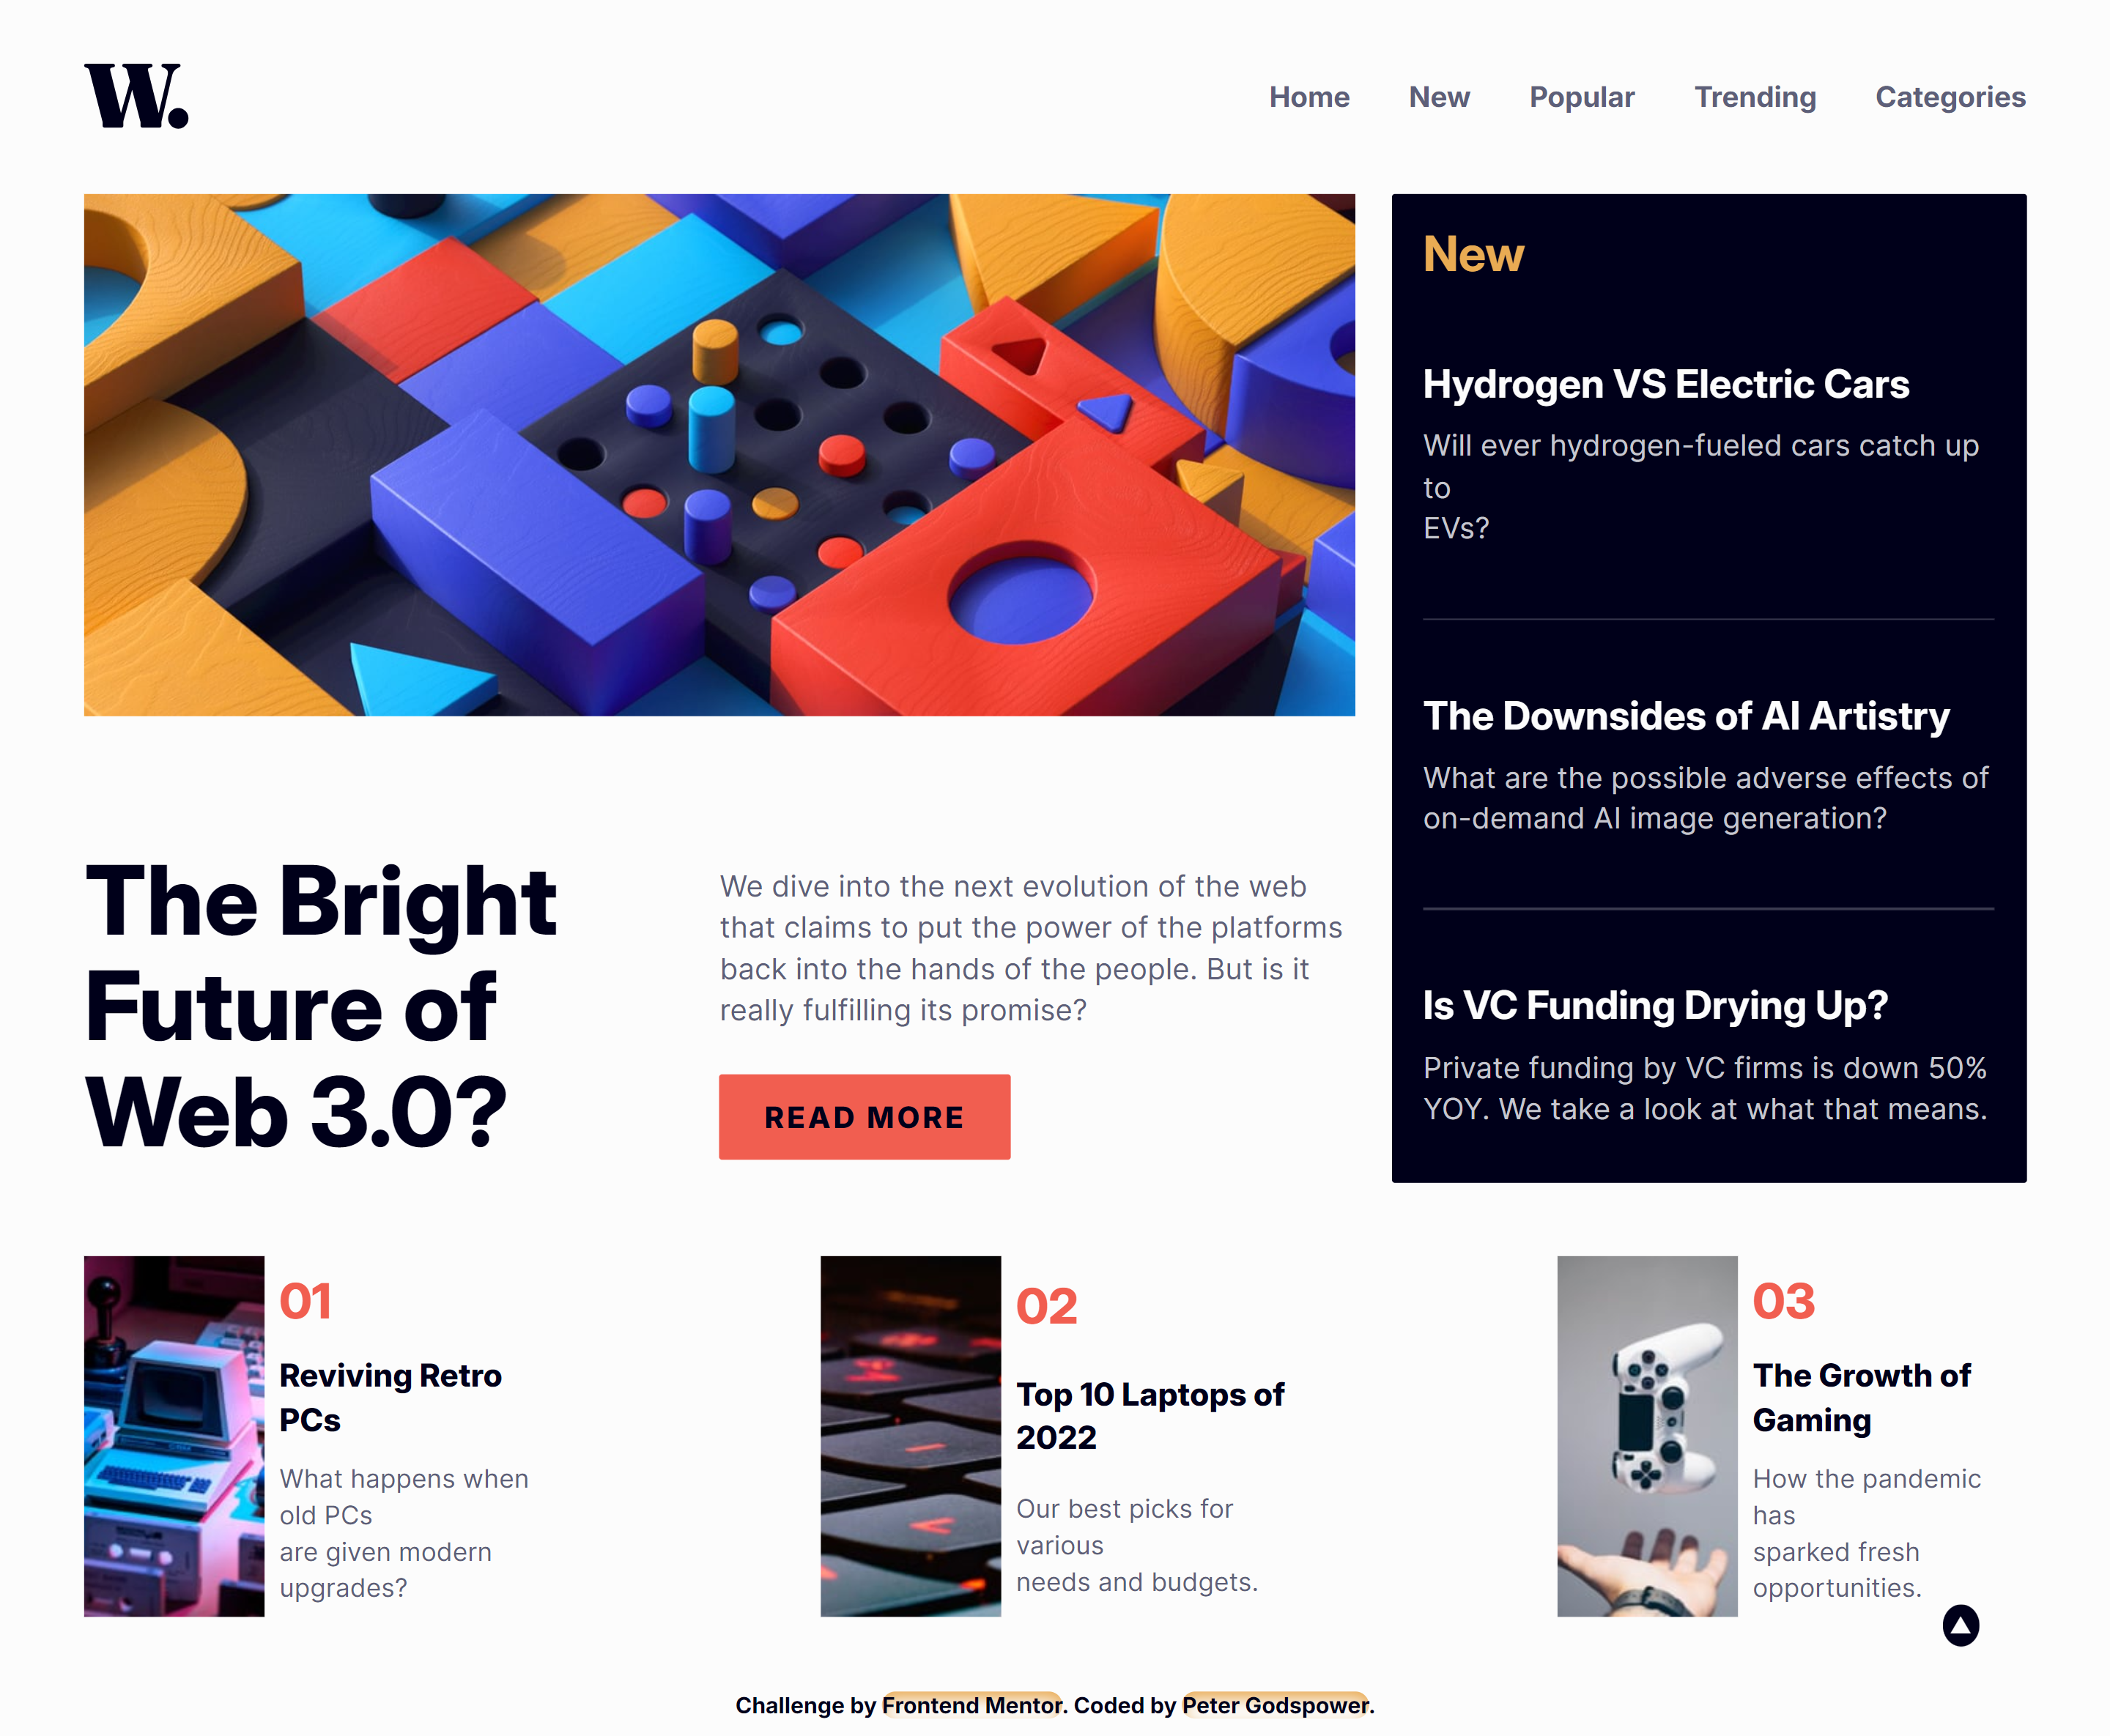 W.
Home New Popular Trending Categories
New
Hydrogen VS Electric Cars
Will ever hydrogen-fueled cars catch up
to
EVs?
The Downsides of AI Artistry
What are the possible adverse effects of
on-demand AI image generation?
Is VC Funding Drying Up?
Private funding by VC firms is down 50%
YOY. We take a look at what that means.
The Bright
Future of
Web 3.0?
We dive into the next evolution of the web
that claims to put the power of the platforms
back into the hands of the people. But is it
really fulfilling its promise?
READ MORE
01
Reviving Retro
PCs
What happens when
old PCs
are given modern
upgrades?
02
Top 10 Laptops of
2022
Our best picks for
various
needs and budgets.
03
The Growth of
Gaming
How the pandemic
has
sparked fresh
opportunities.
Challenge by Frontend Mentor. Coded by Peter Godspower.